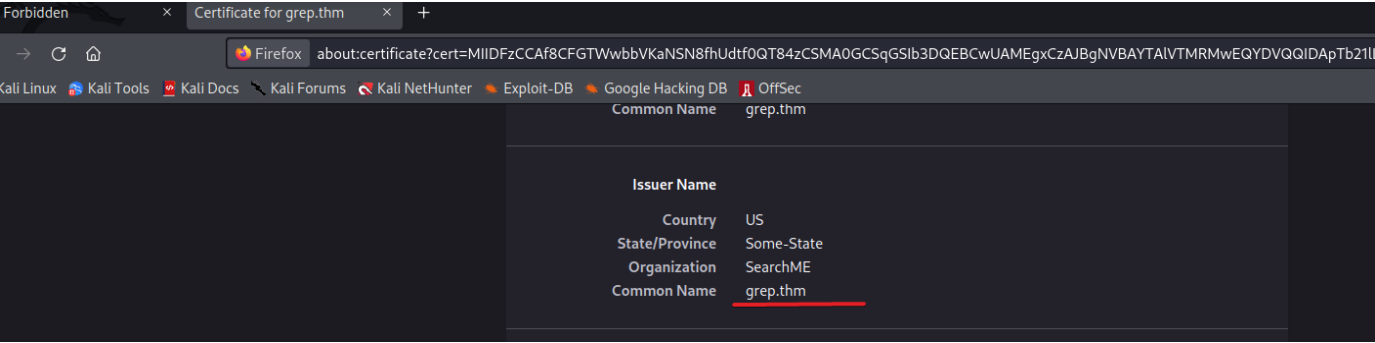 Forbidden × Certificate for grep.thm × +
Firefox about:certificate?cert=MIIDFzCCAf8CFGTWwbbVKaNSN8fhUdtf0QT84zCSMA0GCSqGSIb3DQEBCwUAMEgxCzAJBgNVBAYTAlVTMRMwEQYDVQQIDApTb21l
Kali Linux Kali Tools Kali Docs Kali Forums Kali NetHunter Exploit-DB Google Hacking DB OffSec
Common Name grep.thm
Issuer Name
Country US
State/Province Some-State
Organization SearchME
Common Name grep.thm